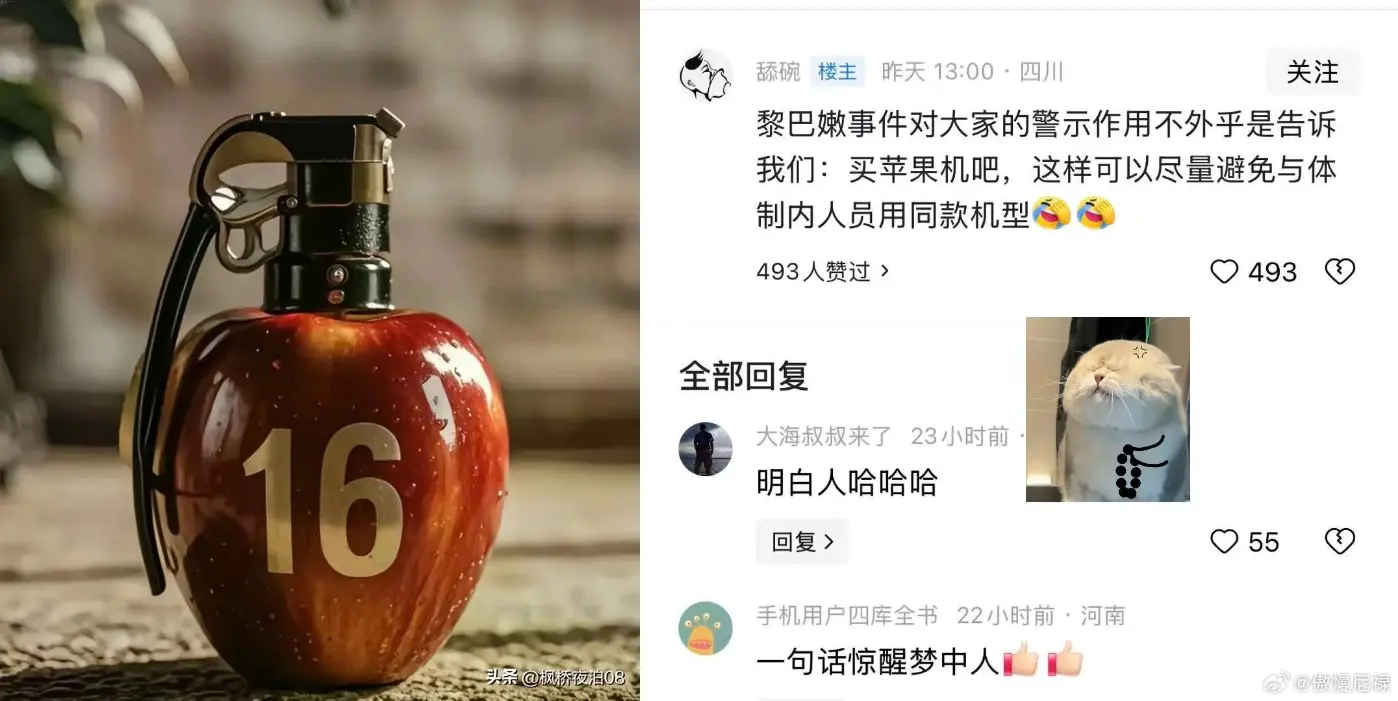 16
头条 @枫桥夜泊08
舔碗 楼主 昨天 13:00 · 四川
关注
黎巴嫩事件对大家的警示作用不外乎是告诉
我们：买苹果机吧，这样可以尽量避免与体
制内人员用同款机型🤣🤣
493人赞过 >
493
全部回复
大海叔叔来了 23小时前 ·
明白人哈哈哈
回复 >
55
手机用户四库全书 22小时前 · 河南
一句话惊醒梦中人👍👍
@傲慢尼禄